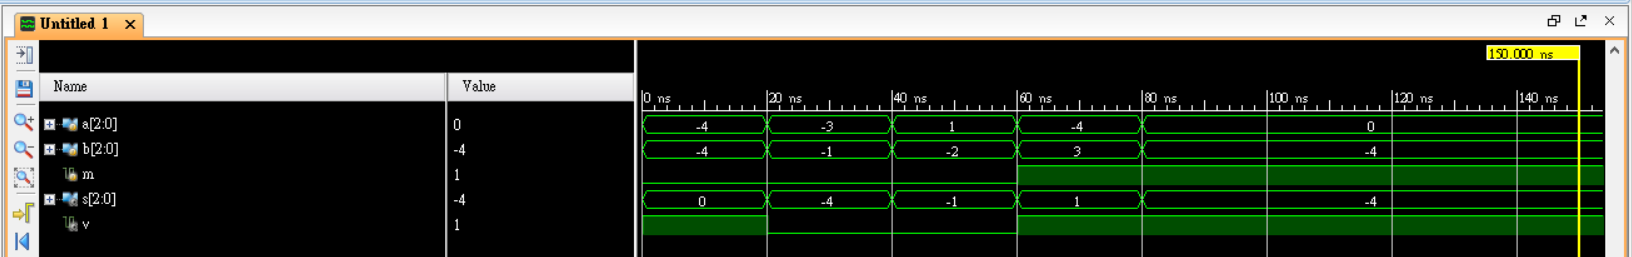 Untitled 1
150.000 ns
Name Value
0 ns 20 ns 40 ns 60 ns 80 ns 100 ns 120 ns 140 ns
a[2:0] 0 -4 -3 1 -4 0
b[2:0] -4 -4 -1 -2 3 -4
m 1
s[2:0] -4 0 -4 -1 1 -4
v 1